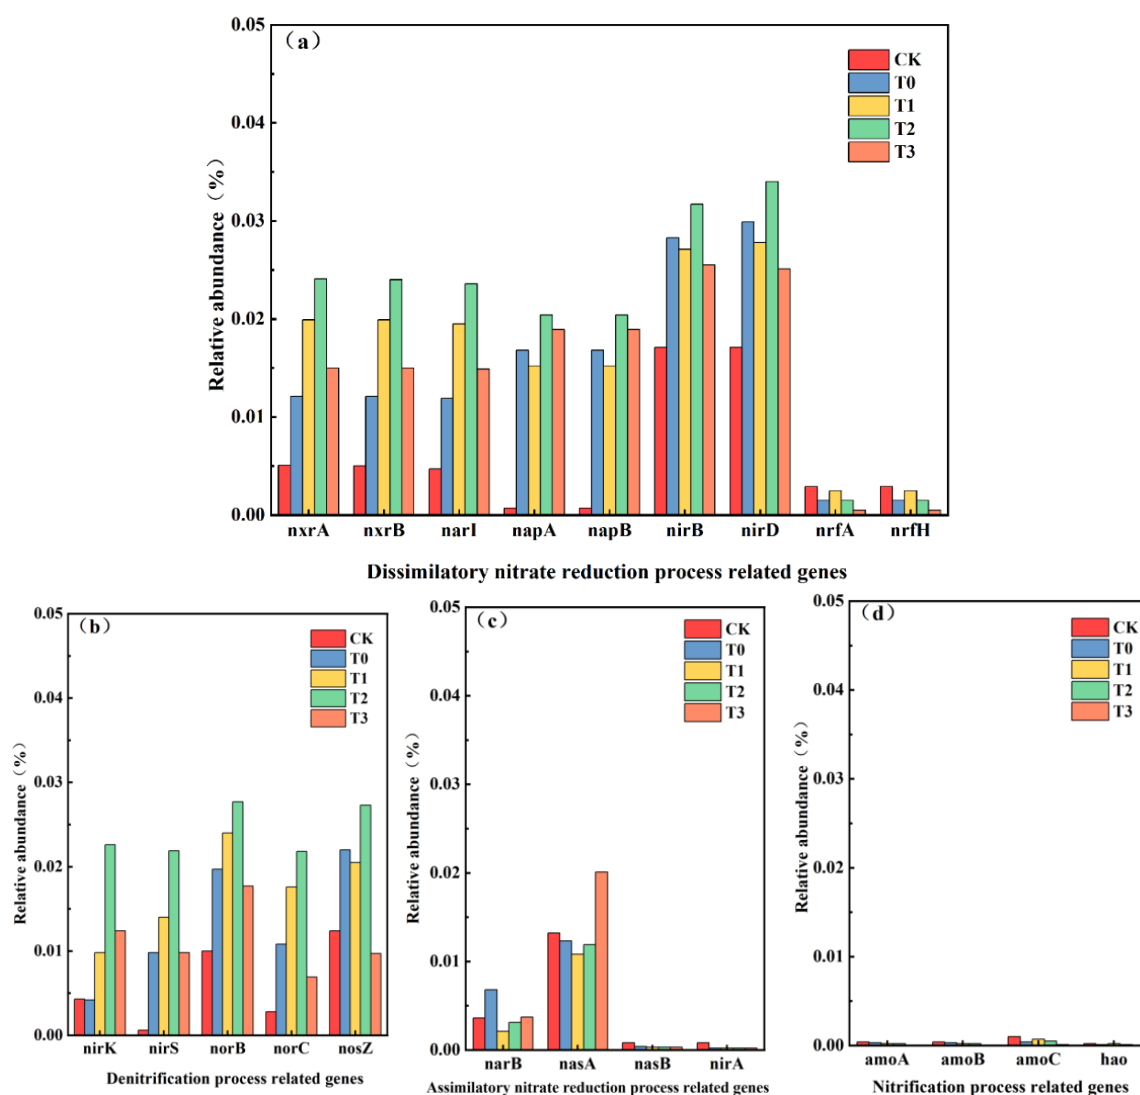 （a）
CK
T0
T1
T2
T3
0.05
0.04
0.03
0.02
0.01
0.00
Relative abundance（%）
nxrA nxrB narI napA napB nirB nirD nrfA nrfH
Dissimilatory nitrate reduction process related genes
（b）
CK
T0
T1
T2
T3
0.05
0.04
0.03
0.02
0.01
0.00
Relative abundance（%）
nirK nirS norB norC nosZ
Denitrification process related genes
（c）
CK
T0
T1
T2
T3
0.05
0.04
0.03
0.02
0.01
0.00
Relative abundance（%）
narB nasA nasB nirA
Assimilatory nitrate reduction process related genes
（d）
CK
T0
T1
T2
T3
0.05
0.04
0.03
0.02
0.01
0.00
Relative abundance（%）
amoA amoB amoC hao
Nitrification process related genes